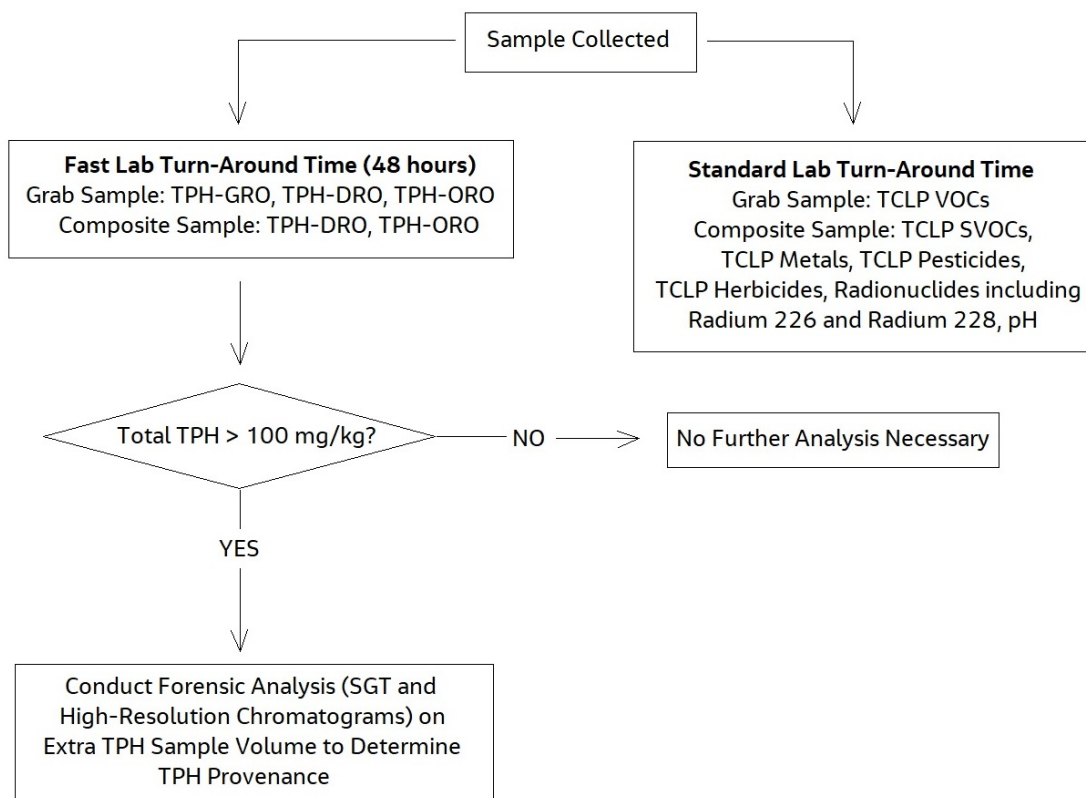 Sample Collected
Fast Lab Turn-Around Time (48 hours)
Grab Sample: TPH-GRO, TPH-DRO, TPH-ORO
Composite Sample: TPH-DRO, TPH-ORO
Standard Lab Turn-Around Time
Grab Sample: TCLP VOCs
Composite Sample: TCLP SVOCs,
TCLP Metals, TCLP Pesticides,
TCLP Herbicides, Radionuclides including
Radium 226 and Radium 228, pH
Total TPH > 100 mg/kg?
NO
No Further Analysis Necessary
YES
Conduct Forensic Analysis (SGT and
High-Resolution Chromatograms) on
Extra TPH Sample Volume to Determine
TPH Provenance